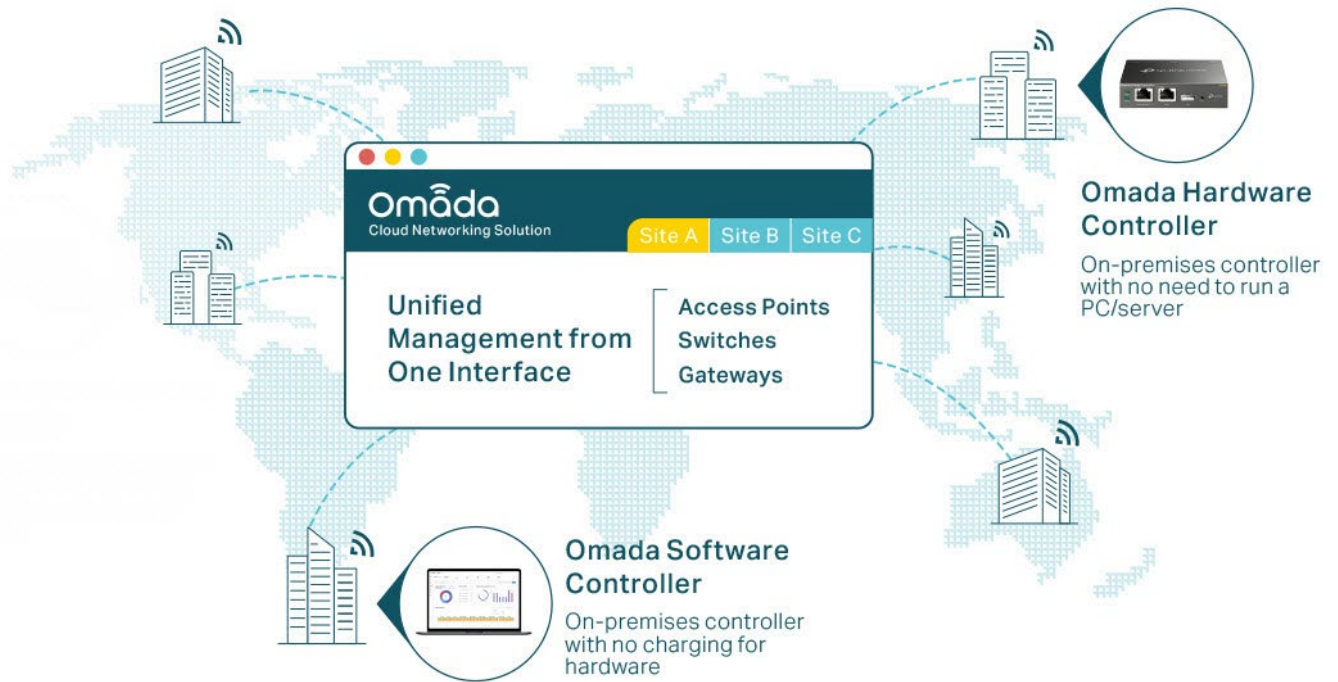 Omada
Cloud Networking Solution
Site A
Site B
Site C
Unified
Management from
One Interface
Access Points
Switches
Gateways
Omada Hardware
Controller
On-premises controller
with no need to run a
PC/server
Omada Software
Controller
On-premises controller
with no charging for
hardware